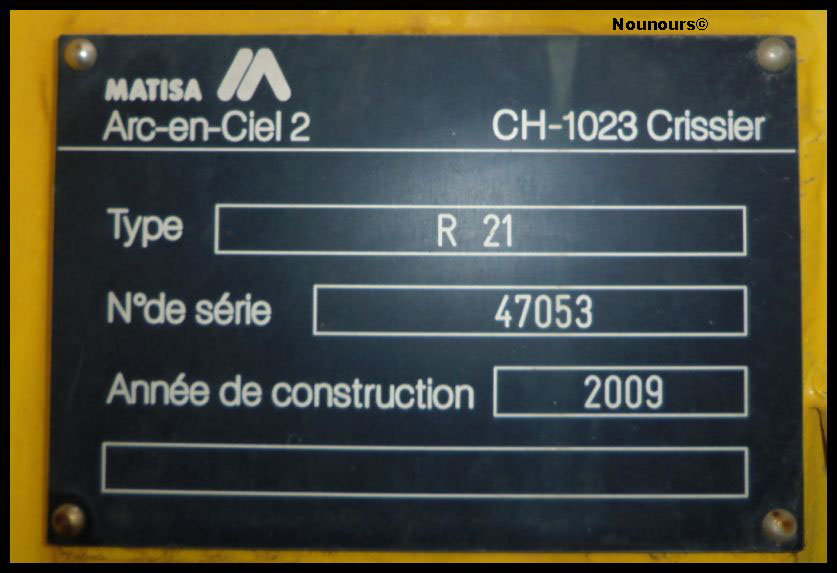 Nounours©
MATISA
Arc-en-Ciel 2 CH-1023 Crissier
Type R 21
N°de série 47053
Année de construction 2009